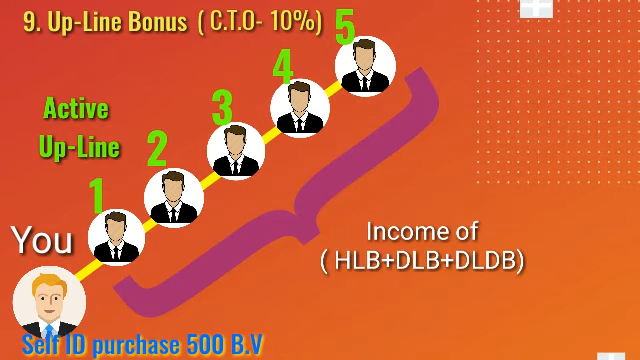 9. Up-Line Bonus ( C.T.O- 10%)
5
4
Active
3
Up-Line
2
1
You
Income of
( HLB+DLB+DLDB)
Self ID purchase 500 B.V